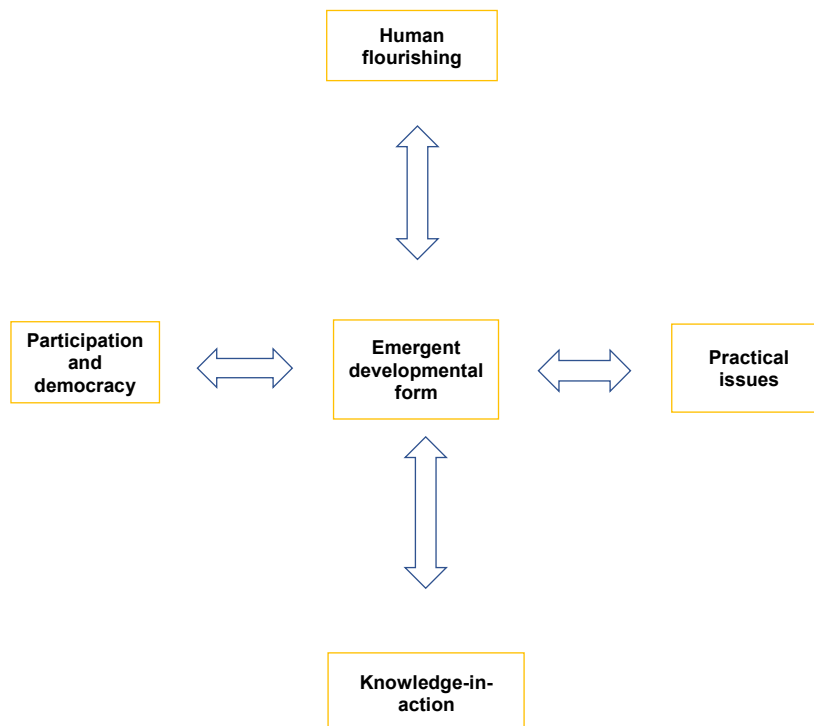 Human
flourishing
Participation
and
democracy
Emergent
developmental
form
Practical
issues
Knowledge-in-
action